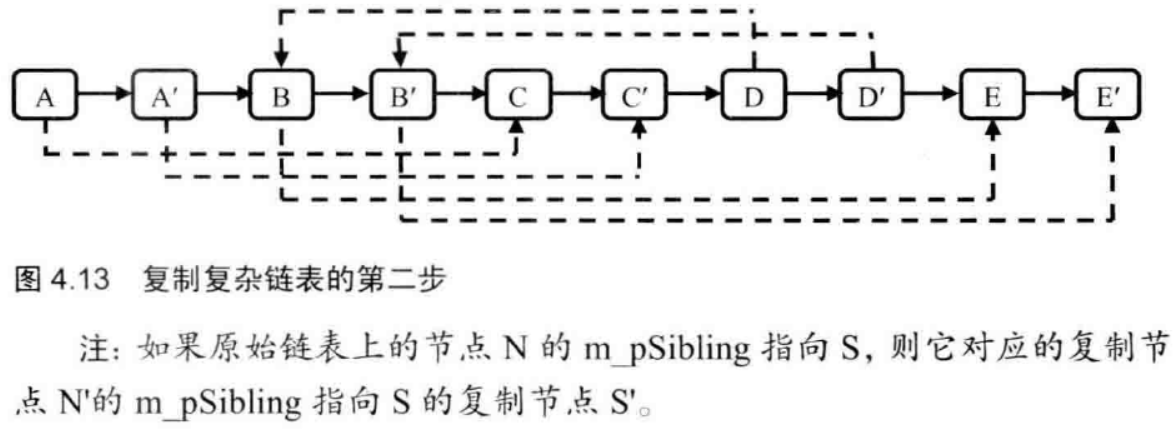 A A′ B B′ C C′ D D′ E E′
图 4.13 复制复杂链表的第二步
注：如果原始链表上的节点 N 的 m_pSibling 指向 S，则它对应的复制节
点 N'的 m_pSibling 指向 S 的复制节点 S'。